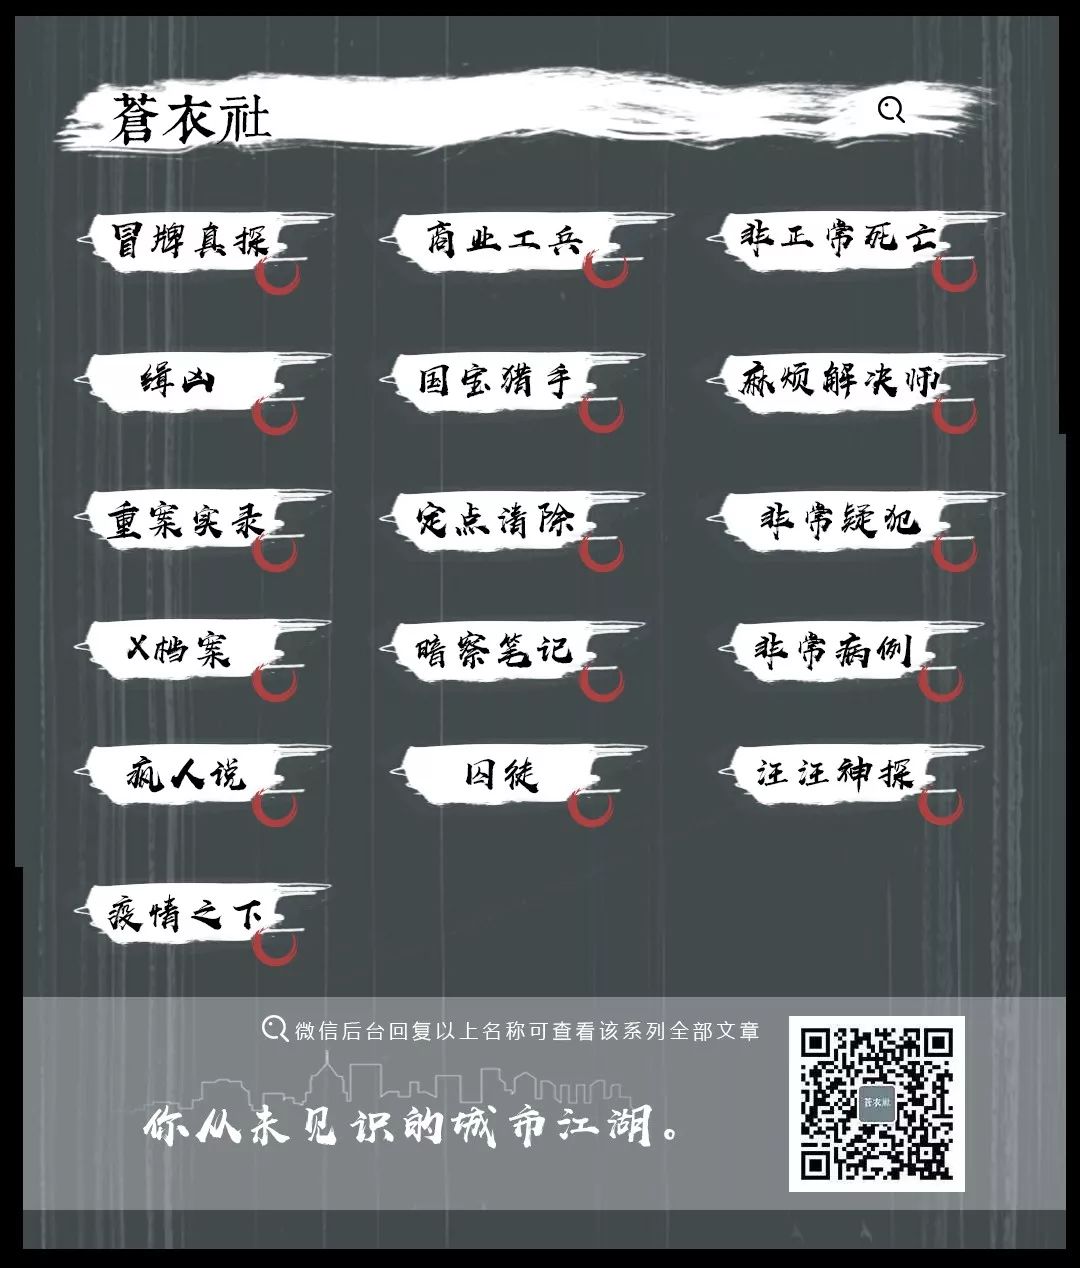 蒼衣社
冒牌真探 商业工兵 非正常死亡
缉凶 国宝猎手 麻烦解决师
重案实录 定点清除 非常疑犯
X档案 暗察笔记 非常病例
疯人说 囚徒 汪汪神探
疫情之下
微信后台回复以上名称可查看该系列全部文章
你从未见识的城市江湖。
蒼衣社